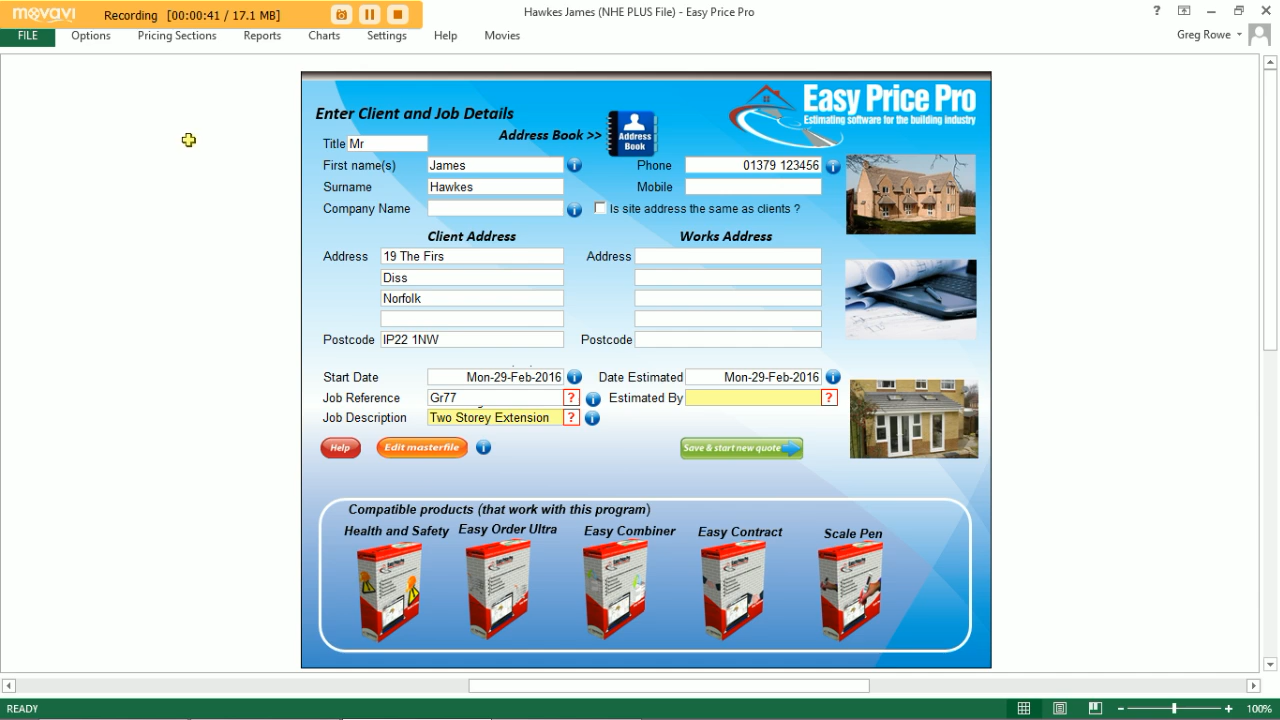 movavi Recording [00:00:41 / 17.1 MB]
Hawkes James (NHE PLUS File) - Easy Price Pro
?
FILE Options Pricing Sections Reports Charts Settings Help Movies
Greg Rowe
Easy Price Pro
Estimating software for the building industry
Enter Client and Job Details
Address Book >>
Address
Book
Title Mr
First name(s) James
Phone 01379 123456
Surname Hawkes
Mobile
Company Name
Is site address the same as clients ?
Client Address Works Address
Address 19 The Firs Address
Diss
Norfolk
Postcode IP22 1NW Postcode
Start Date Mon-29-Feb-2016 Date Estimated Mon-29-Feb-2016
Job Reference Gr77 ? Estimated By ?
Job Description Two Storey Extension ?
Help Edit masterfile Save & start new quote
Compatible products (that work with this program)
Health and Safety Easy Order Ultra Easy Combiner Easy Contract Scale Pen
READY 100%